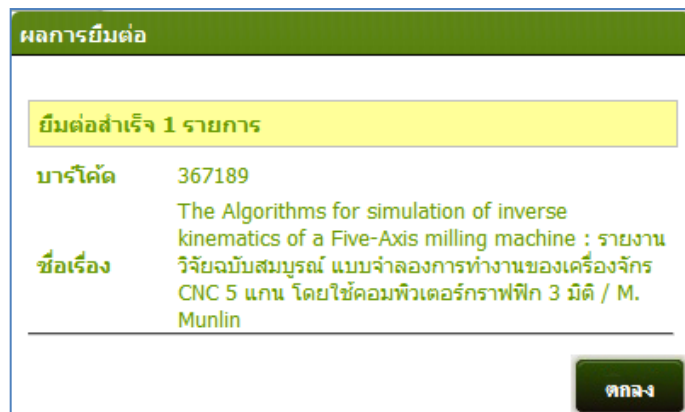 ผลการยืมต่อ
ยืมต่อสำเร็จ 1 รายการ
บาร์โค้ด 367189
ชื่อเรื่อง The Algorithms for simulation of inverse
kinematics of a Five-Axis milling machine : รายงาน
วิจัยฉบับสมบูรณ์ แบบจำลองการทำงานของเครื่องจักร
CNC 5 แกน โดยใช้คอมพิวเตอร์กราฟฟิก 3 มิติ / M.
Munlin
ตกลง